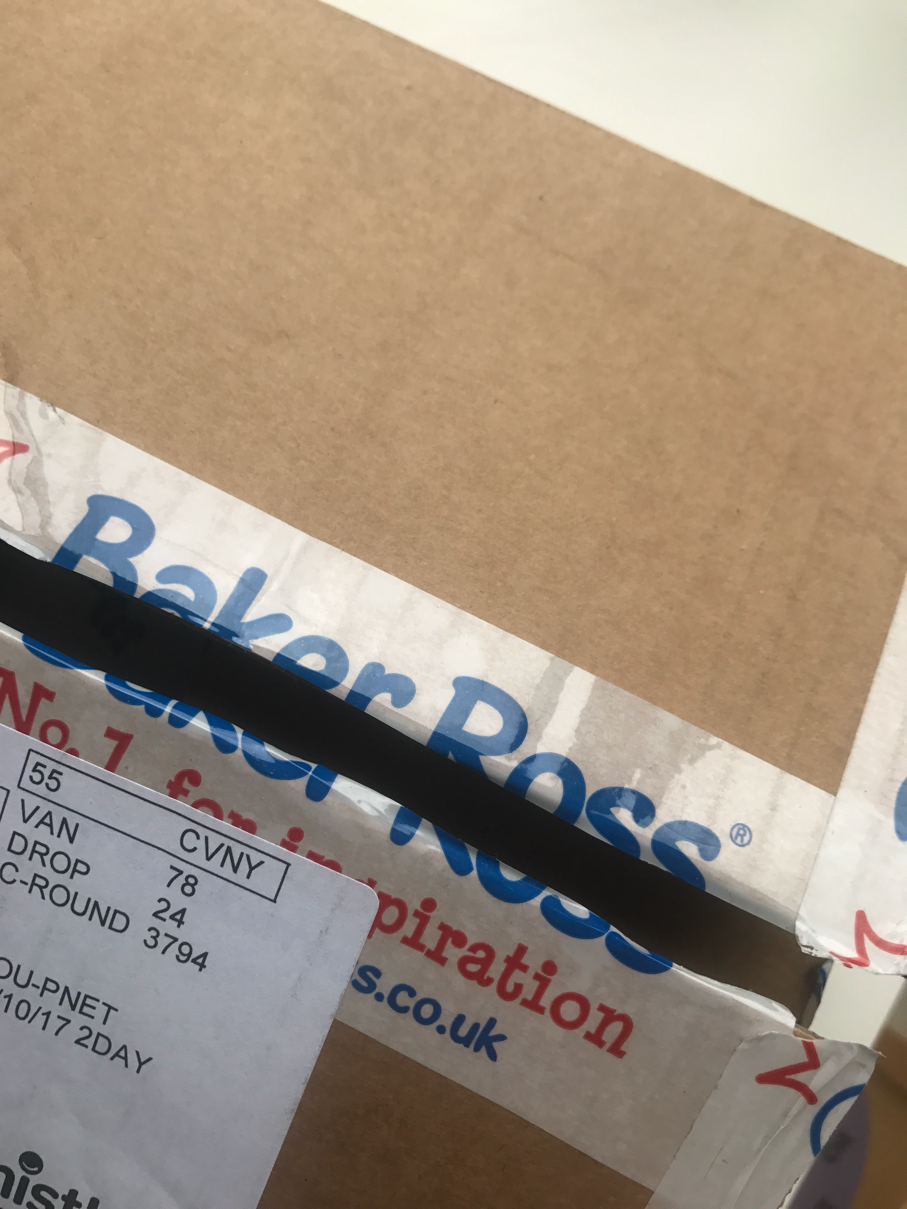 Baker Ross®
No. 1 for inspiration
s.co.uk
55 CVNY
VAN 78
DROP 24
C-ROUND 3794
OU-PNET
/10/17 2DAY
nistl